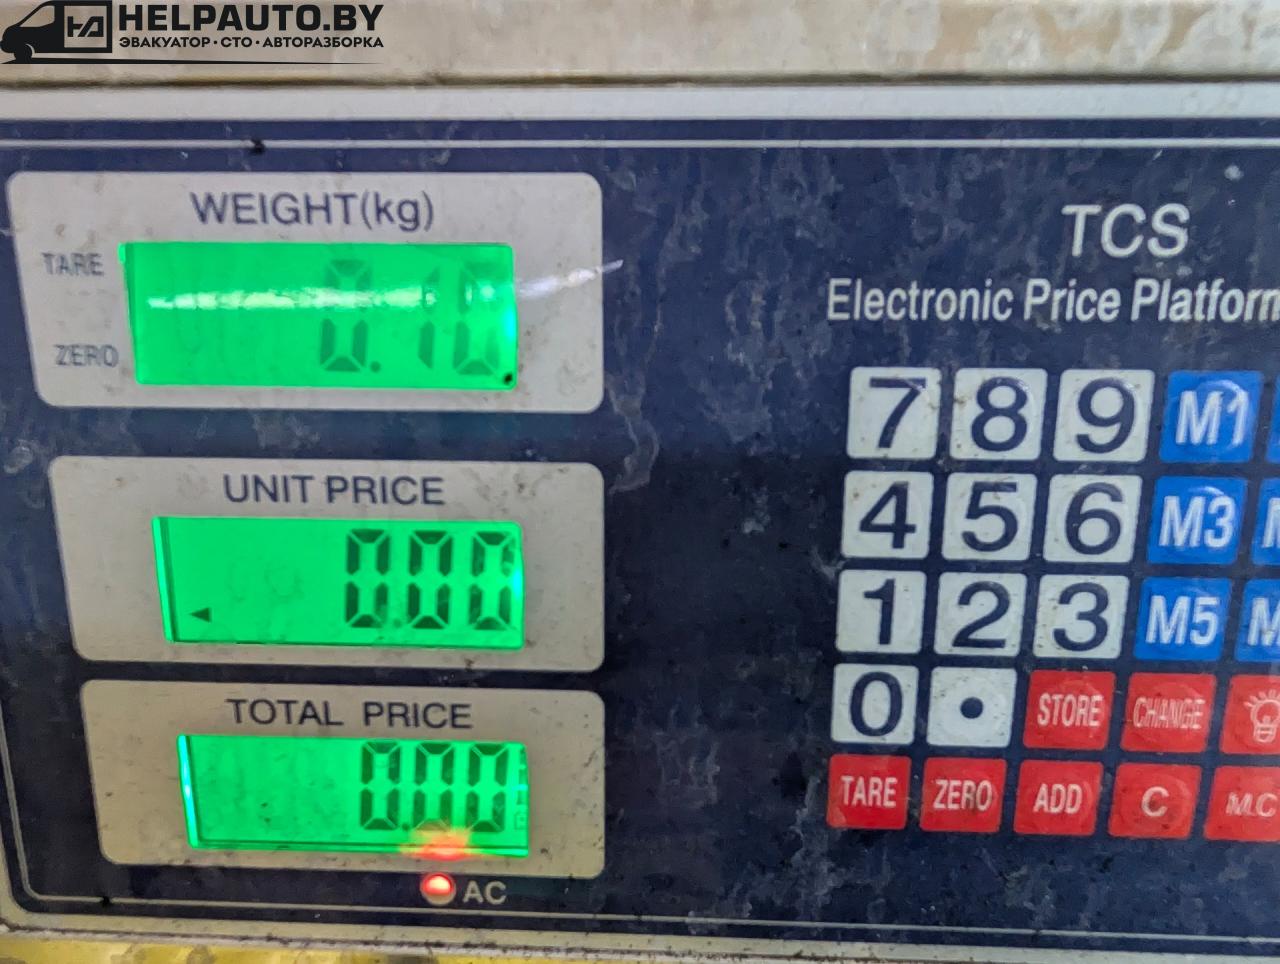 HELPAUTO.BY
ЭВАКУАТОР · СТО · АВТОРАЗБОРКА
WEIGHT(kg)
TARE
0.10
ZERO
TCS
Electronic Price Platform
UNIT PRICE
0.00
TOTAL PRICE
0.00
AC
7 8 9 M1
4 5 6 M3
1 2 3 M5
0 • STORE CHANGE
TARE ZERO ADD C M.C